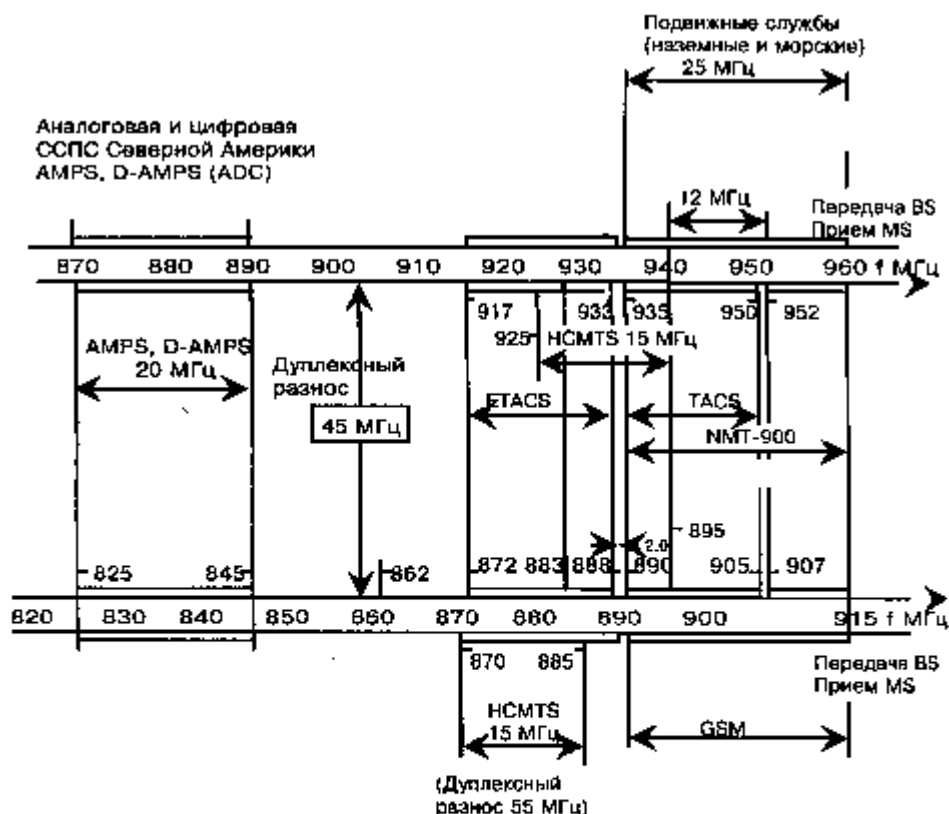 Подвижные службы
(наземные и морские)
25 МГц
Аналоговая и цифровая
ССПС Северной Америки
AMPS, D-AMPS (ADC)
12 МГц
Передача BS
Прием MS
870 880 890 900 910 920 930 940 950 960 f МГц
917 933 935 950 952
925 HCMTS 15 МГц
AMPS, D-AMPS
20 МГц
Дуплексный
разнос
45 МГц
ETACS TACS
NMT-900
895
2.0
825 845 862 872 883 888 890 905 907
820 830 840 850 860 870 880 890 900 915 f МГц
870 885
Передача BS
Прием MS
HCMTS
15 МГц
GSM
(Дуплексный
разнос 55 МГц)